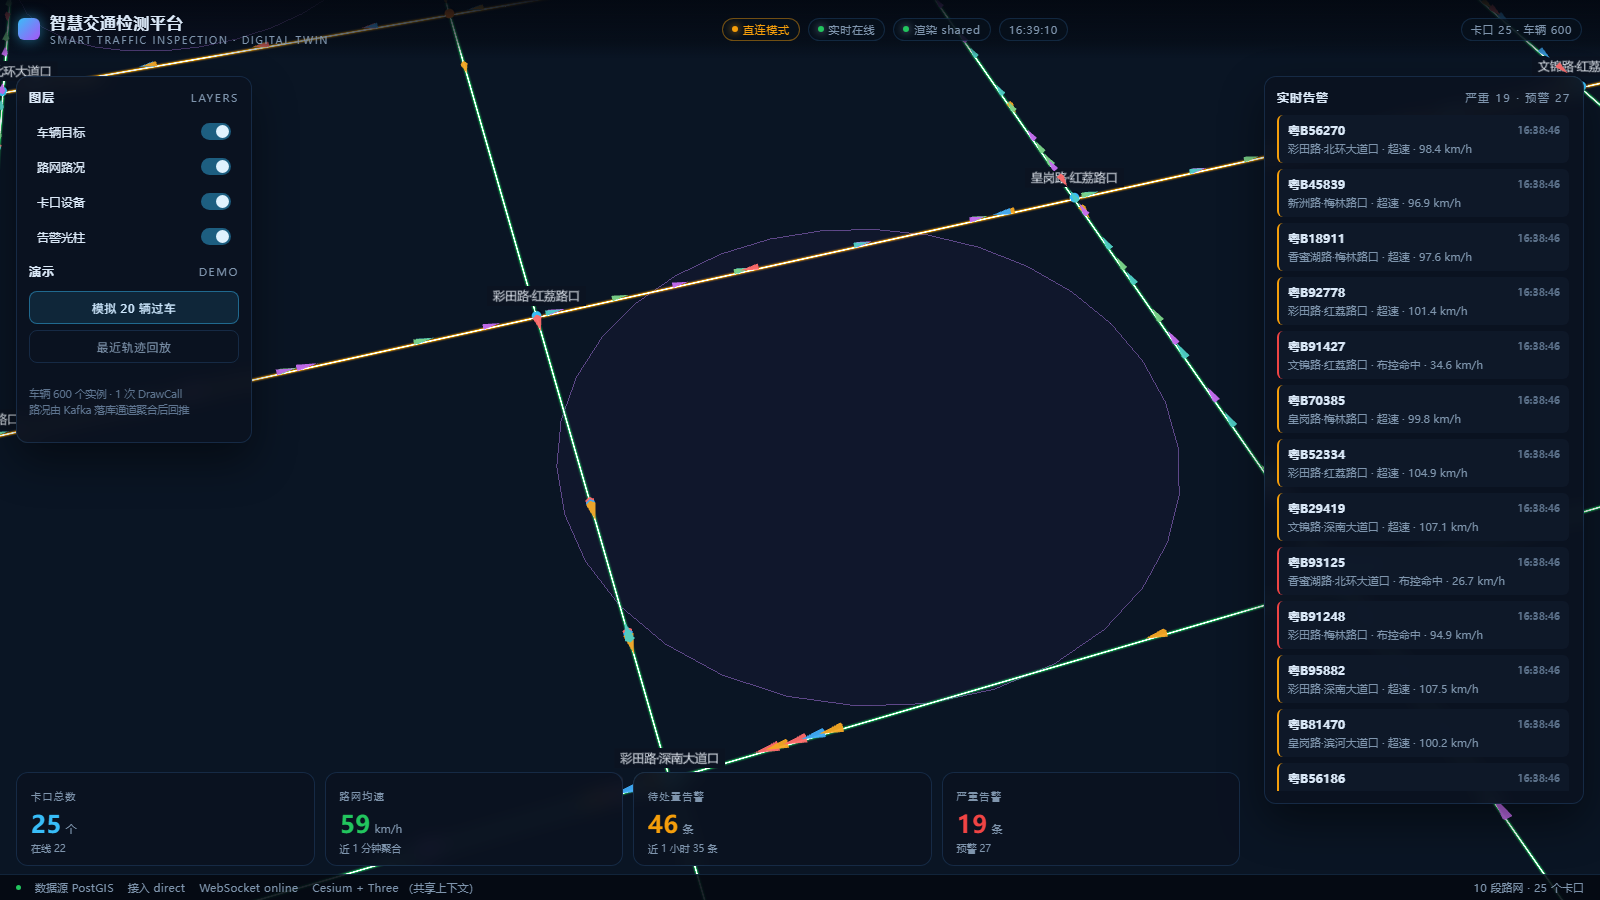 智慧交通检测平台
SMART TRAFFIC INSPECTION · DIGITAL TWIN
直连模式
实时在线
渲染 shared
16:39:10
卡口 25 · 车辆 600
北环大道口
文锦路·红荔
图层
LAYERS
车辆目标
路网路况
卡口设备
告警光柱
演示
DEMO
模拟 20 辆过车
最近轨迹回放
车辆 600 个实例 · 1 次 DrawCall
路况由 Kafka 落库通道聚合后回推
路口
皇岗路·红荔路口
彩田路·红荔路口
彩田路·深南大道口
实时告警
严重 19 · 预警 27
粤B56270
16:38:46
彩田路·北环大道口 · 超速 · 98.4 km/h
粤B45839
16:38:46
新洲路·梅林路口 · 超速 · 96.9 km/h
粤B18911
16:38:46
香蜜湖路·梅林路口 · 超速 · 97.6 km/h
粤B92778
16:38:46
彩田路·红荔路口 · 超速 · 101.4 km/h
粤B91427
16:38:46
文锦路·红荔路口 · 布控命中 · 34.6 km/h
粤B70385
16:38:46
皇岗路·梅林路口 · 超速 · 99.8 km/h
粤B52334
16:38:46
彩田路·红荔路口 · 超速 · 104.9 km/h
粤B29419
16:38:46
文锦路·深南大道口 · 超速 · 107.1 km/h
粤B93125
16:38:46
香蜜湖路·北环大道口 · 布控命中 · 26.7 km/h
粤B91248
16:38:46
彩田路·梅林路口 · 布控命中 · 94.9 km/h
粤B95882
16:38:46
彩田路·深南大道口 · 超速 · 107.5 km/h
粤B81470
16:38:46
皇岗路·滨河大道口 · 超速 · 100.2 km/h
粤B56186
16:38:46
卡口总数
25 个
在线 22
路网均速
59 km/h
近 1 分钟聚合
待处置告警
46 条
近 1 小时 35 条
严重告警
19 条
预警 27
数据源 PostGIS
接入 direct
WebSocket online
Cesium + Three (共享上下文)
10 段路网 · 25 个卡口